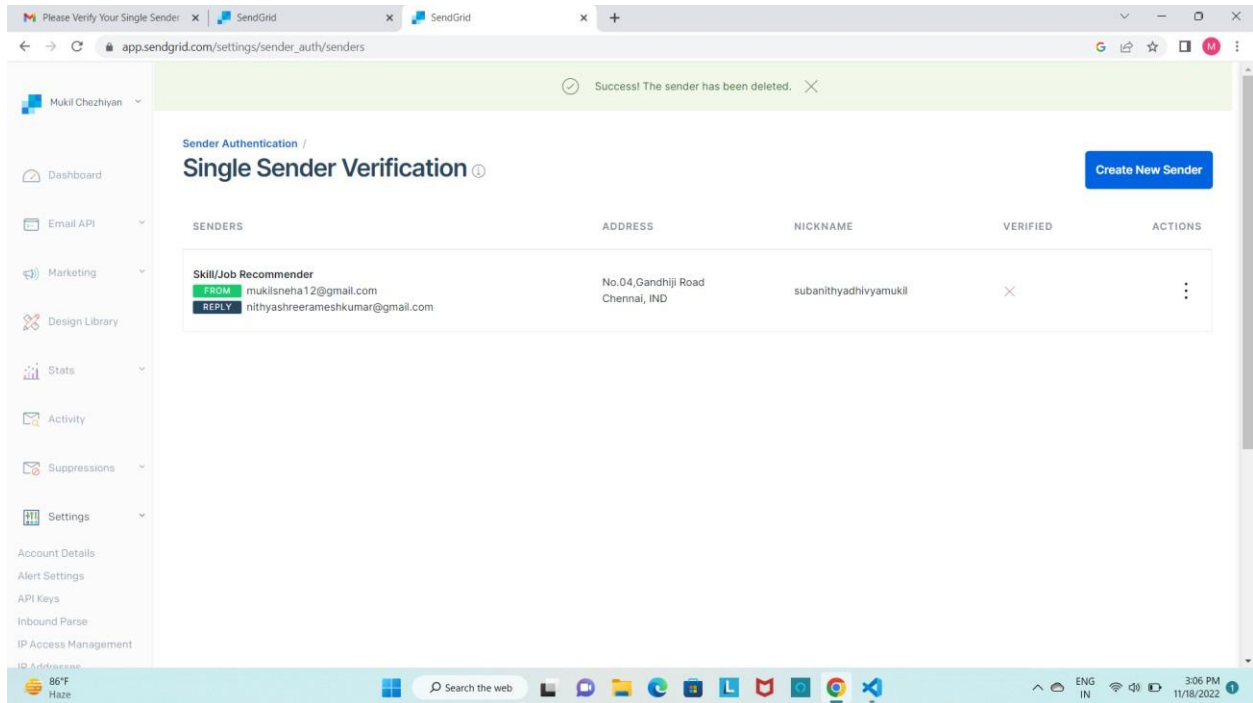 Please Verify Your Single Sender
SendGrid
SendGrid
app.sendgrid.com/settings/sender_auth/senders
G
M
Success! The sender has been deleted.
Mukil Chezhiyan
Sender Authentication /
Single Sender Verification
Create New Sender
Dashboard
Email API
Marketing
Design Library
Stats
Activity
Suppressions
Settings
Account Details
Alert Settings
API Keys
Inbound Parse
IP Access Management
IP Addresses
SENDERS ADDRESS NICKNAME VERIFIED ACTIONS
Skill/Job Recommender
FROM mukilsneha12@gmail.com
REPLY nithyashreerameshkumar@gmail.com
No.04,Gandhiji Road
Chennai, IND
subanithyadhivyamukil
86°F
Haze
Search the web
L
ENG
IN
3:06 PM
11/18/2022
1